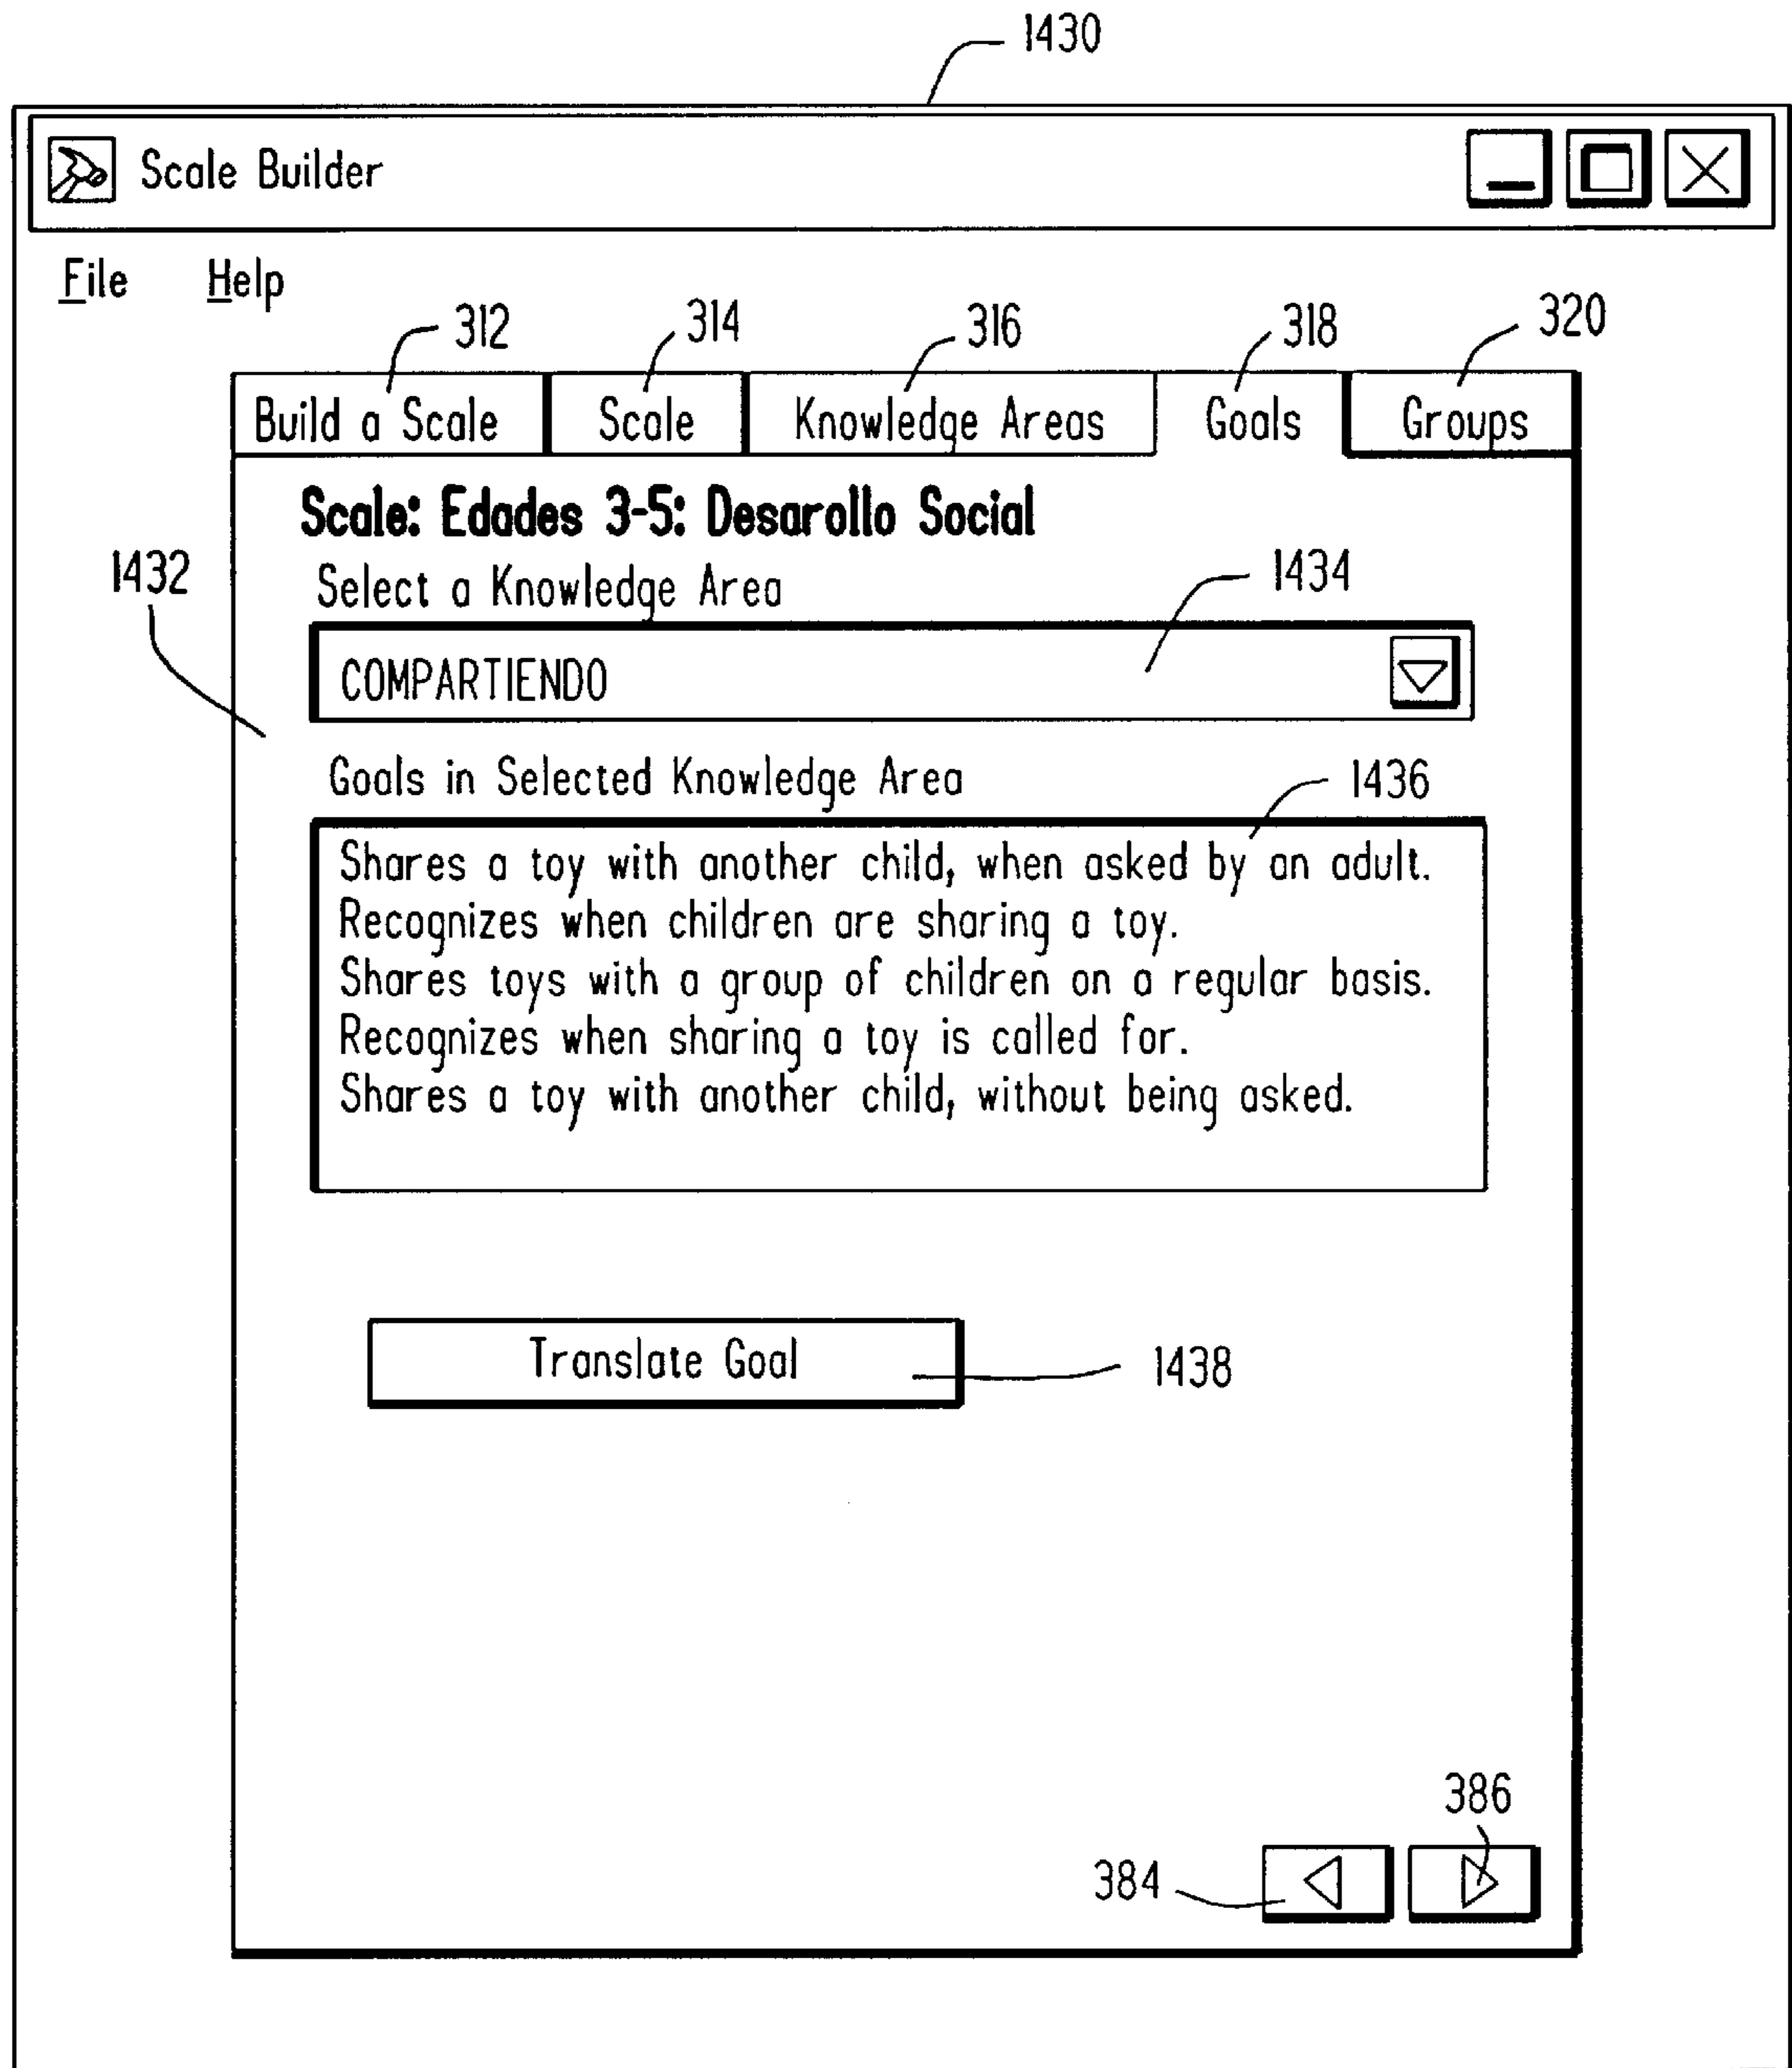 1430
Scale Builder
File Help
312 314 316 318 320
Build a Scale Scale Knowledge Areas Goals Groups
Scale: Edades 3-5: Desarollo Social
1432
Select a Knowledge Area
1434
COMPARTIENDO
Goals in Selected Knowledge Area
1436
Shares a toy with another child, when asked by an adult.
Recognizes when children are sharing a toy.
Shares toys with a group of children on a regular basis.
Recognizes when sharing a toy is called for.
Shares a toy with another child, without being asked.
Translate Goal
1438
386
384